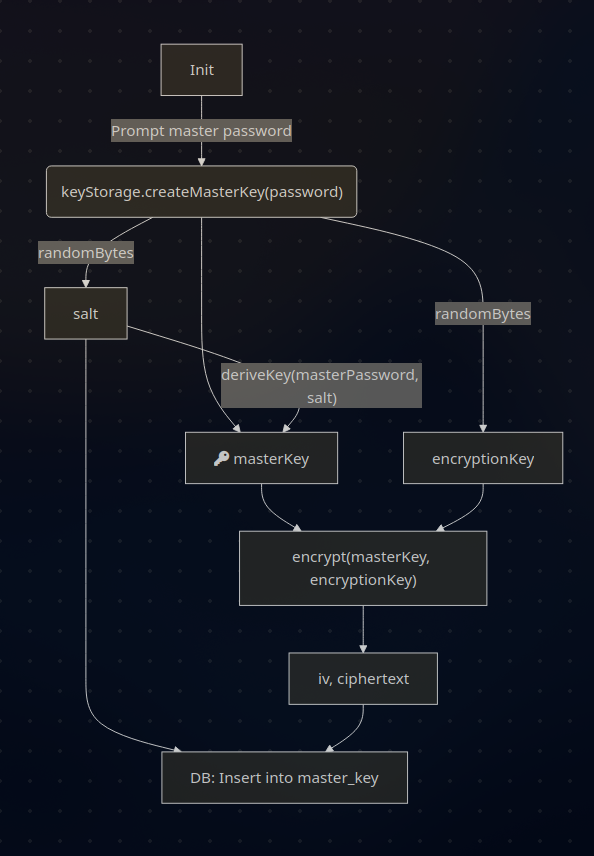 Init
Prompt master password
keyStorage.createMasterKey(password)
randomBytes
salt
randomBytes
deriveKey(masterPassword,
salt)
🔑 masterKey
encryptionKey
encrypt(masterKey,
encryptionKey)
iv, ciphertext
DB: Insert into master_key